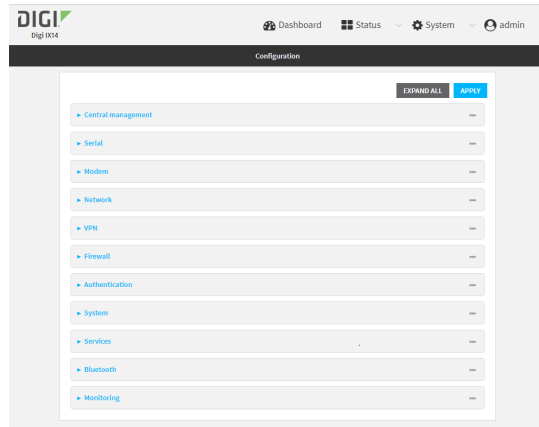 DIGI
Digi IX14
Dashboard Status System admin
Configuration
EXPAND ALL APPLY
Central management
Serial
Modem
Network
VPN
Firewall
Authentication
System
Services
Bluetooth
Monitoring